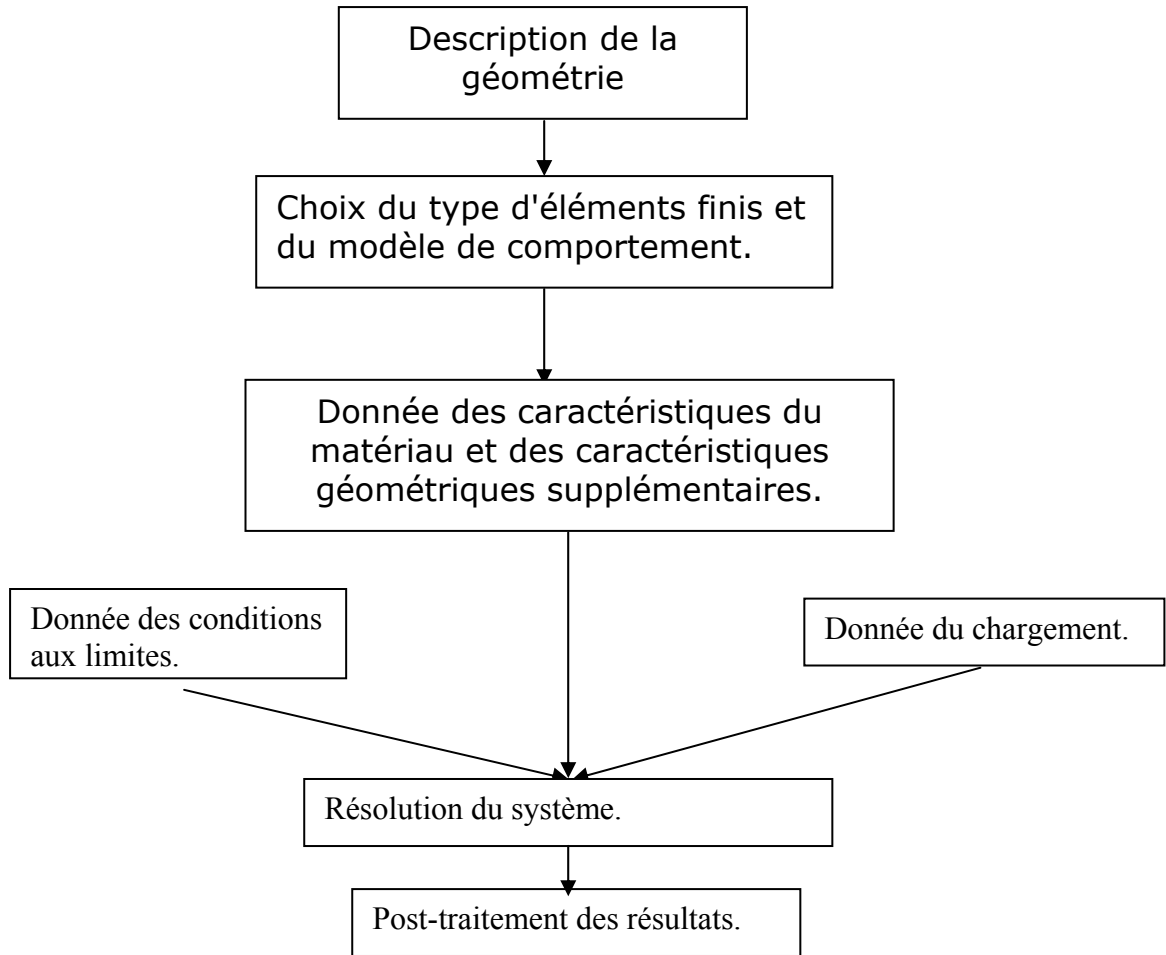 Description de la
géométrie
Choix du type d'éléments finis et
du modèle de comportement.
Donnée des caractéristiques du
matériau et des caractéristiques
géométriques supplémentaires.
Donnée des conditions
aux limites.
Donnée du chargement.
Résolution du système.
Post-traitement des résultats.